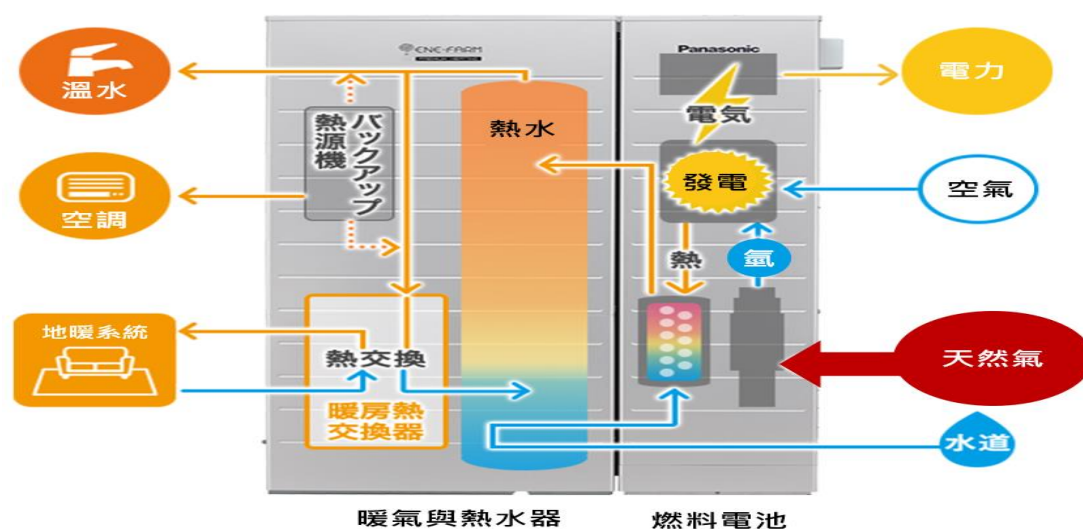 ENE-FARM
Panasonic
溫水
電力
電気
バックアップ
熱源機
熱水
發電
空氣
空調
熱
氫
地暖系統
熱交換
天然氣
暖房熱
交換器
水道
暖氣與熱水器
燃料電池